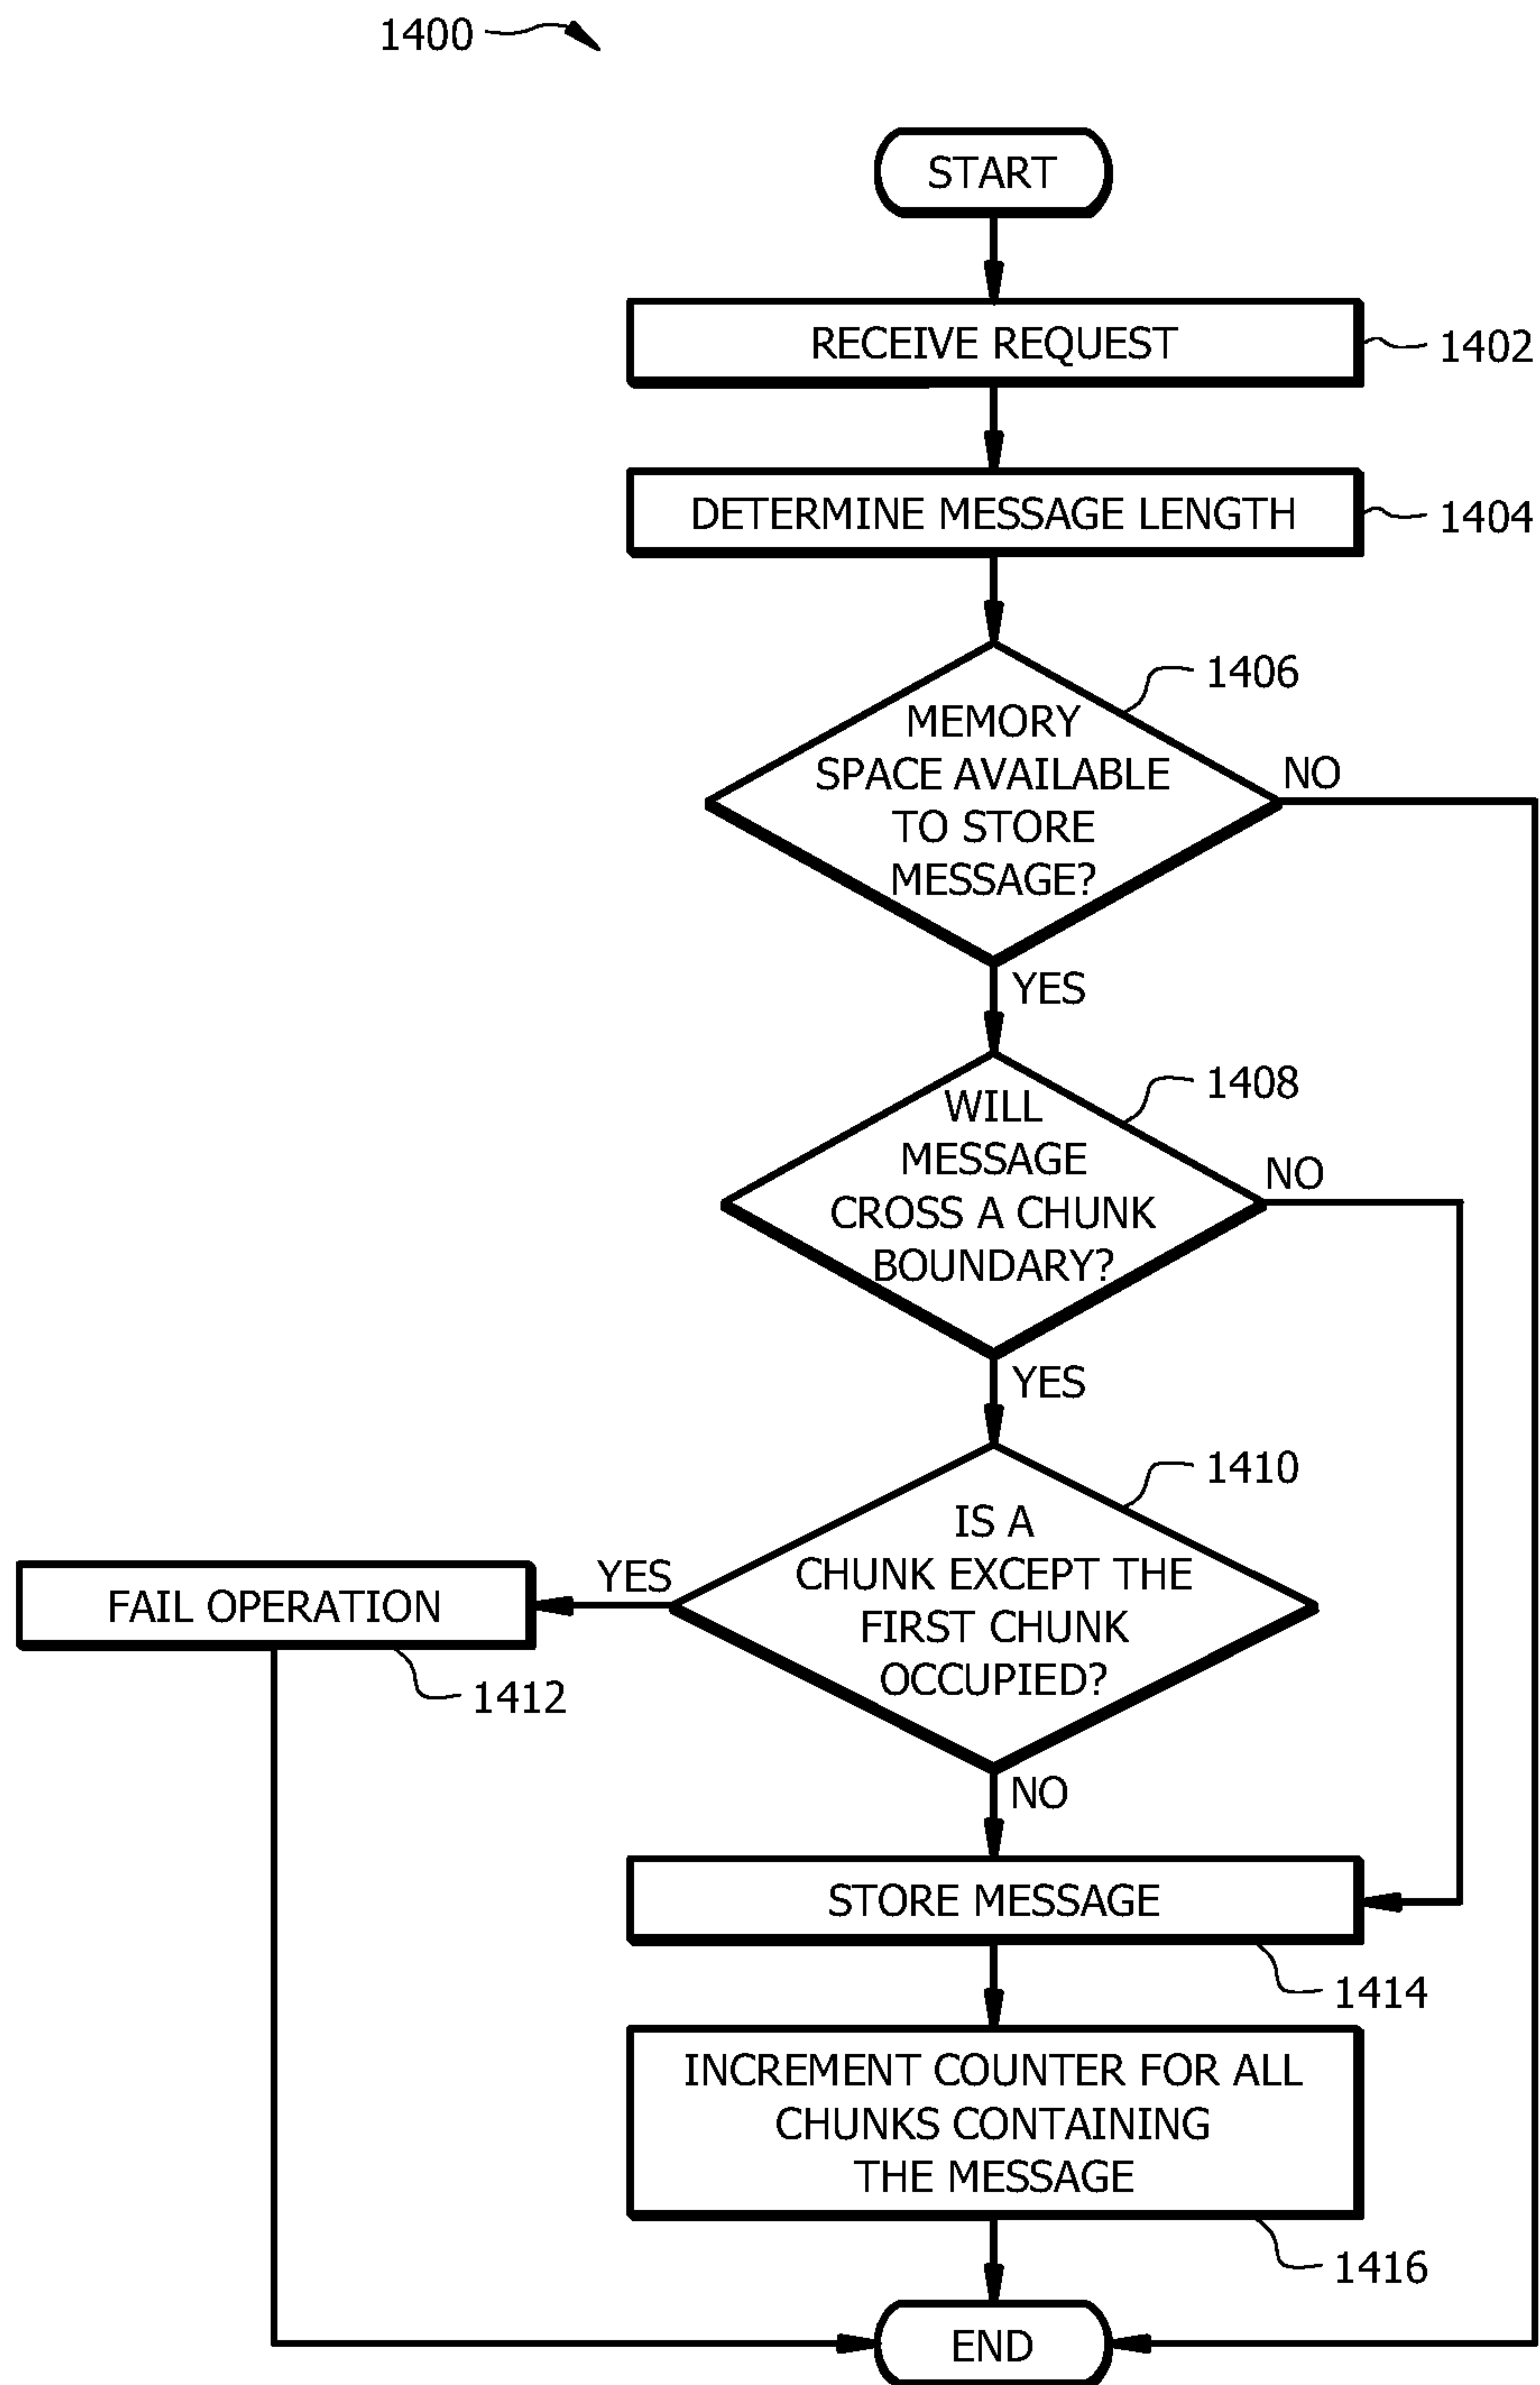 1400
START
RECEIVE REQUEST
1402
DETERMINE MESSAGE LENGTH
1404
1406
MEMORY
SPACE AVAILABLE
TO STORE
MESSAGE?
NO
YES
1408
WILL
MESSAGE
CROSS A CHUNK
BOUNDARY?
NO
YES
1410
IS A
CHUNK EXCEPT THE
FIRST CHUNK
OCCUPIED?
YES
FAIL OPERATION
1412
NO
STORE MESSAGE
1414
INCREMENT COUNTER FOR ALL
CHUNKS CONTAINING
THE MESSAGE
1416
END